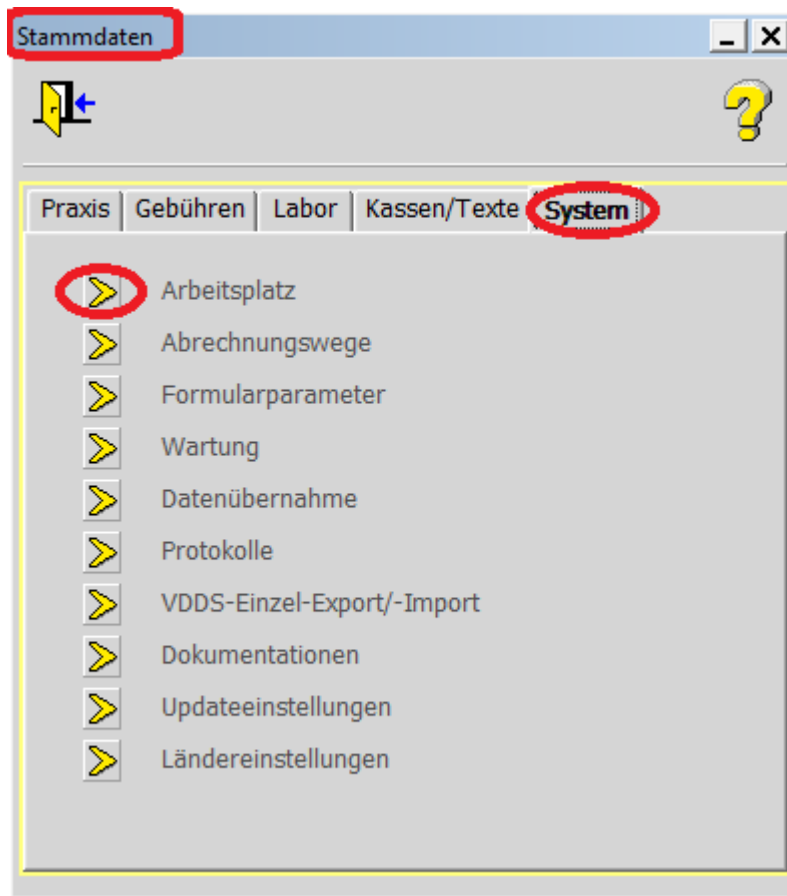 Stammdaten
Praxis Gebühren Labor Kassen/Texte System
Arbeitsplatz
Abrechnungswege
Formularparameter
Wartung
Datenübernahme
Protokolle
VDDS-Einzel-Export/-Import
Dokumentationen
Updateeinstellungen
Ländereinstellungen